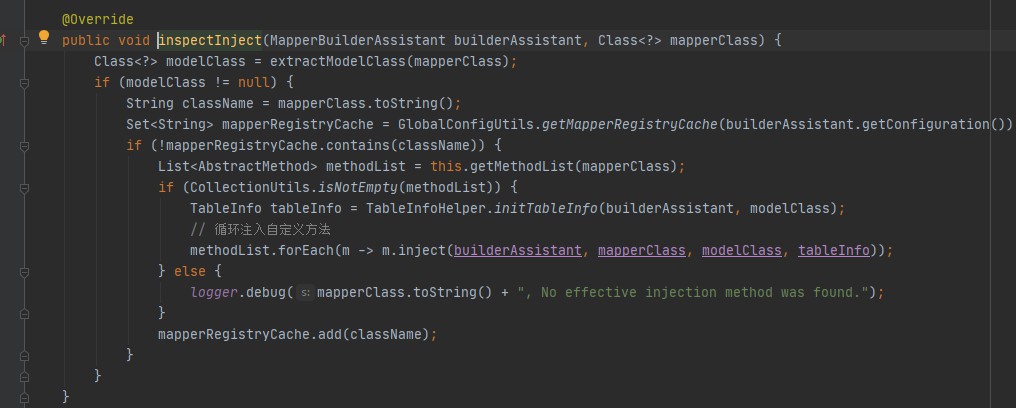 @Override
public void inspectInject(MapperBuilderAssistant builderAssistant, Class<?> mapperClass) {
Class<?> modelClass = extractModelClass(mapperClass);
if (modelClass != null) {
String className = mapperClass.toString();
Set<String> mapperRegistryCache = GlobalConfigUtils.getMapperRegistryCache(builderAssistant.getConfiguration())
if (!mapperRegistryCache.contains(className)) {
List<AbstractMethod> methodList = this.getMethodList(mapperClass);
if (CollectionUtils.isNotEmpty(methodList)) {
TableInfo tableInfo = TableInfoHelper.initTableInfo(builderAssistant, modelClass);
// 循环注入自定义方法
methodList.forEach(m -> m.inject(builderAssistant, mapperClass, modelClass, tableInfo));
} else {
logger.debug( s: mapperClass.toString() + ", No effective injection method was found.");
}
mapperRegistryCache.add(className);
}
}
}